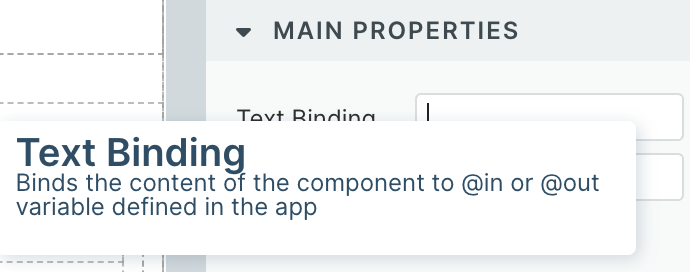 MAIN PROPERTIES
Text Binding
Text Binding
Binds the content of the component to @in or @out
variable defined in the app